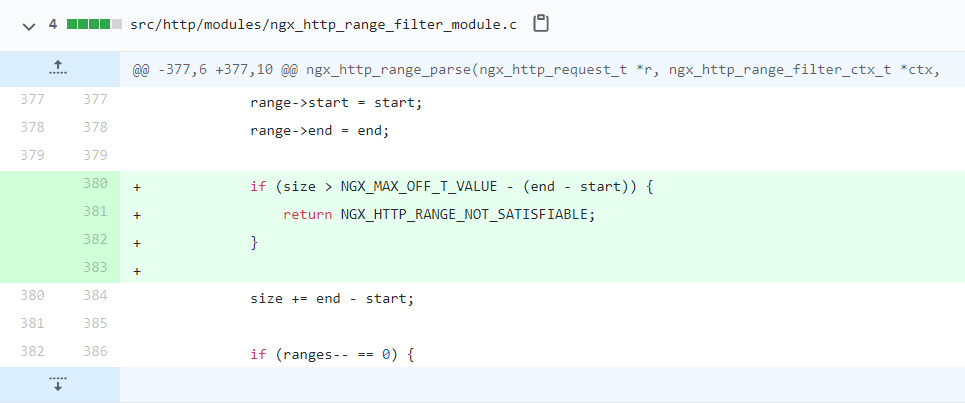 4 src/http/modules/ngx_http_range_filter_module.c
@@ -377,6 +377,10 @@ ngx_http_range_parse(ngx_http_request_t *r, ngx_http_range_filter_ctx_t *ctx,
377 377 range->start = start;
378 378 range->end = end;
379 379
380 + if (size > NGX_MAX_OFF_T_VALUE - (end - start)) {
381 + return NGX_HTTP_RANGE_NOT_SATISFIABLE;
382 + }
383 +
380 384 size += end - start;
381 385
382 386 if (ranges-- == 0) {